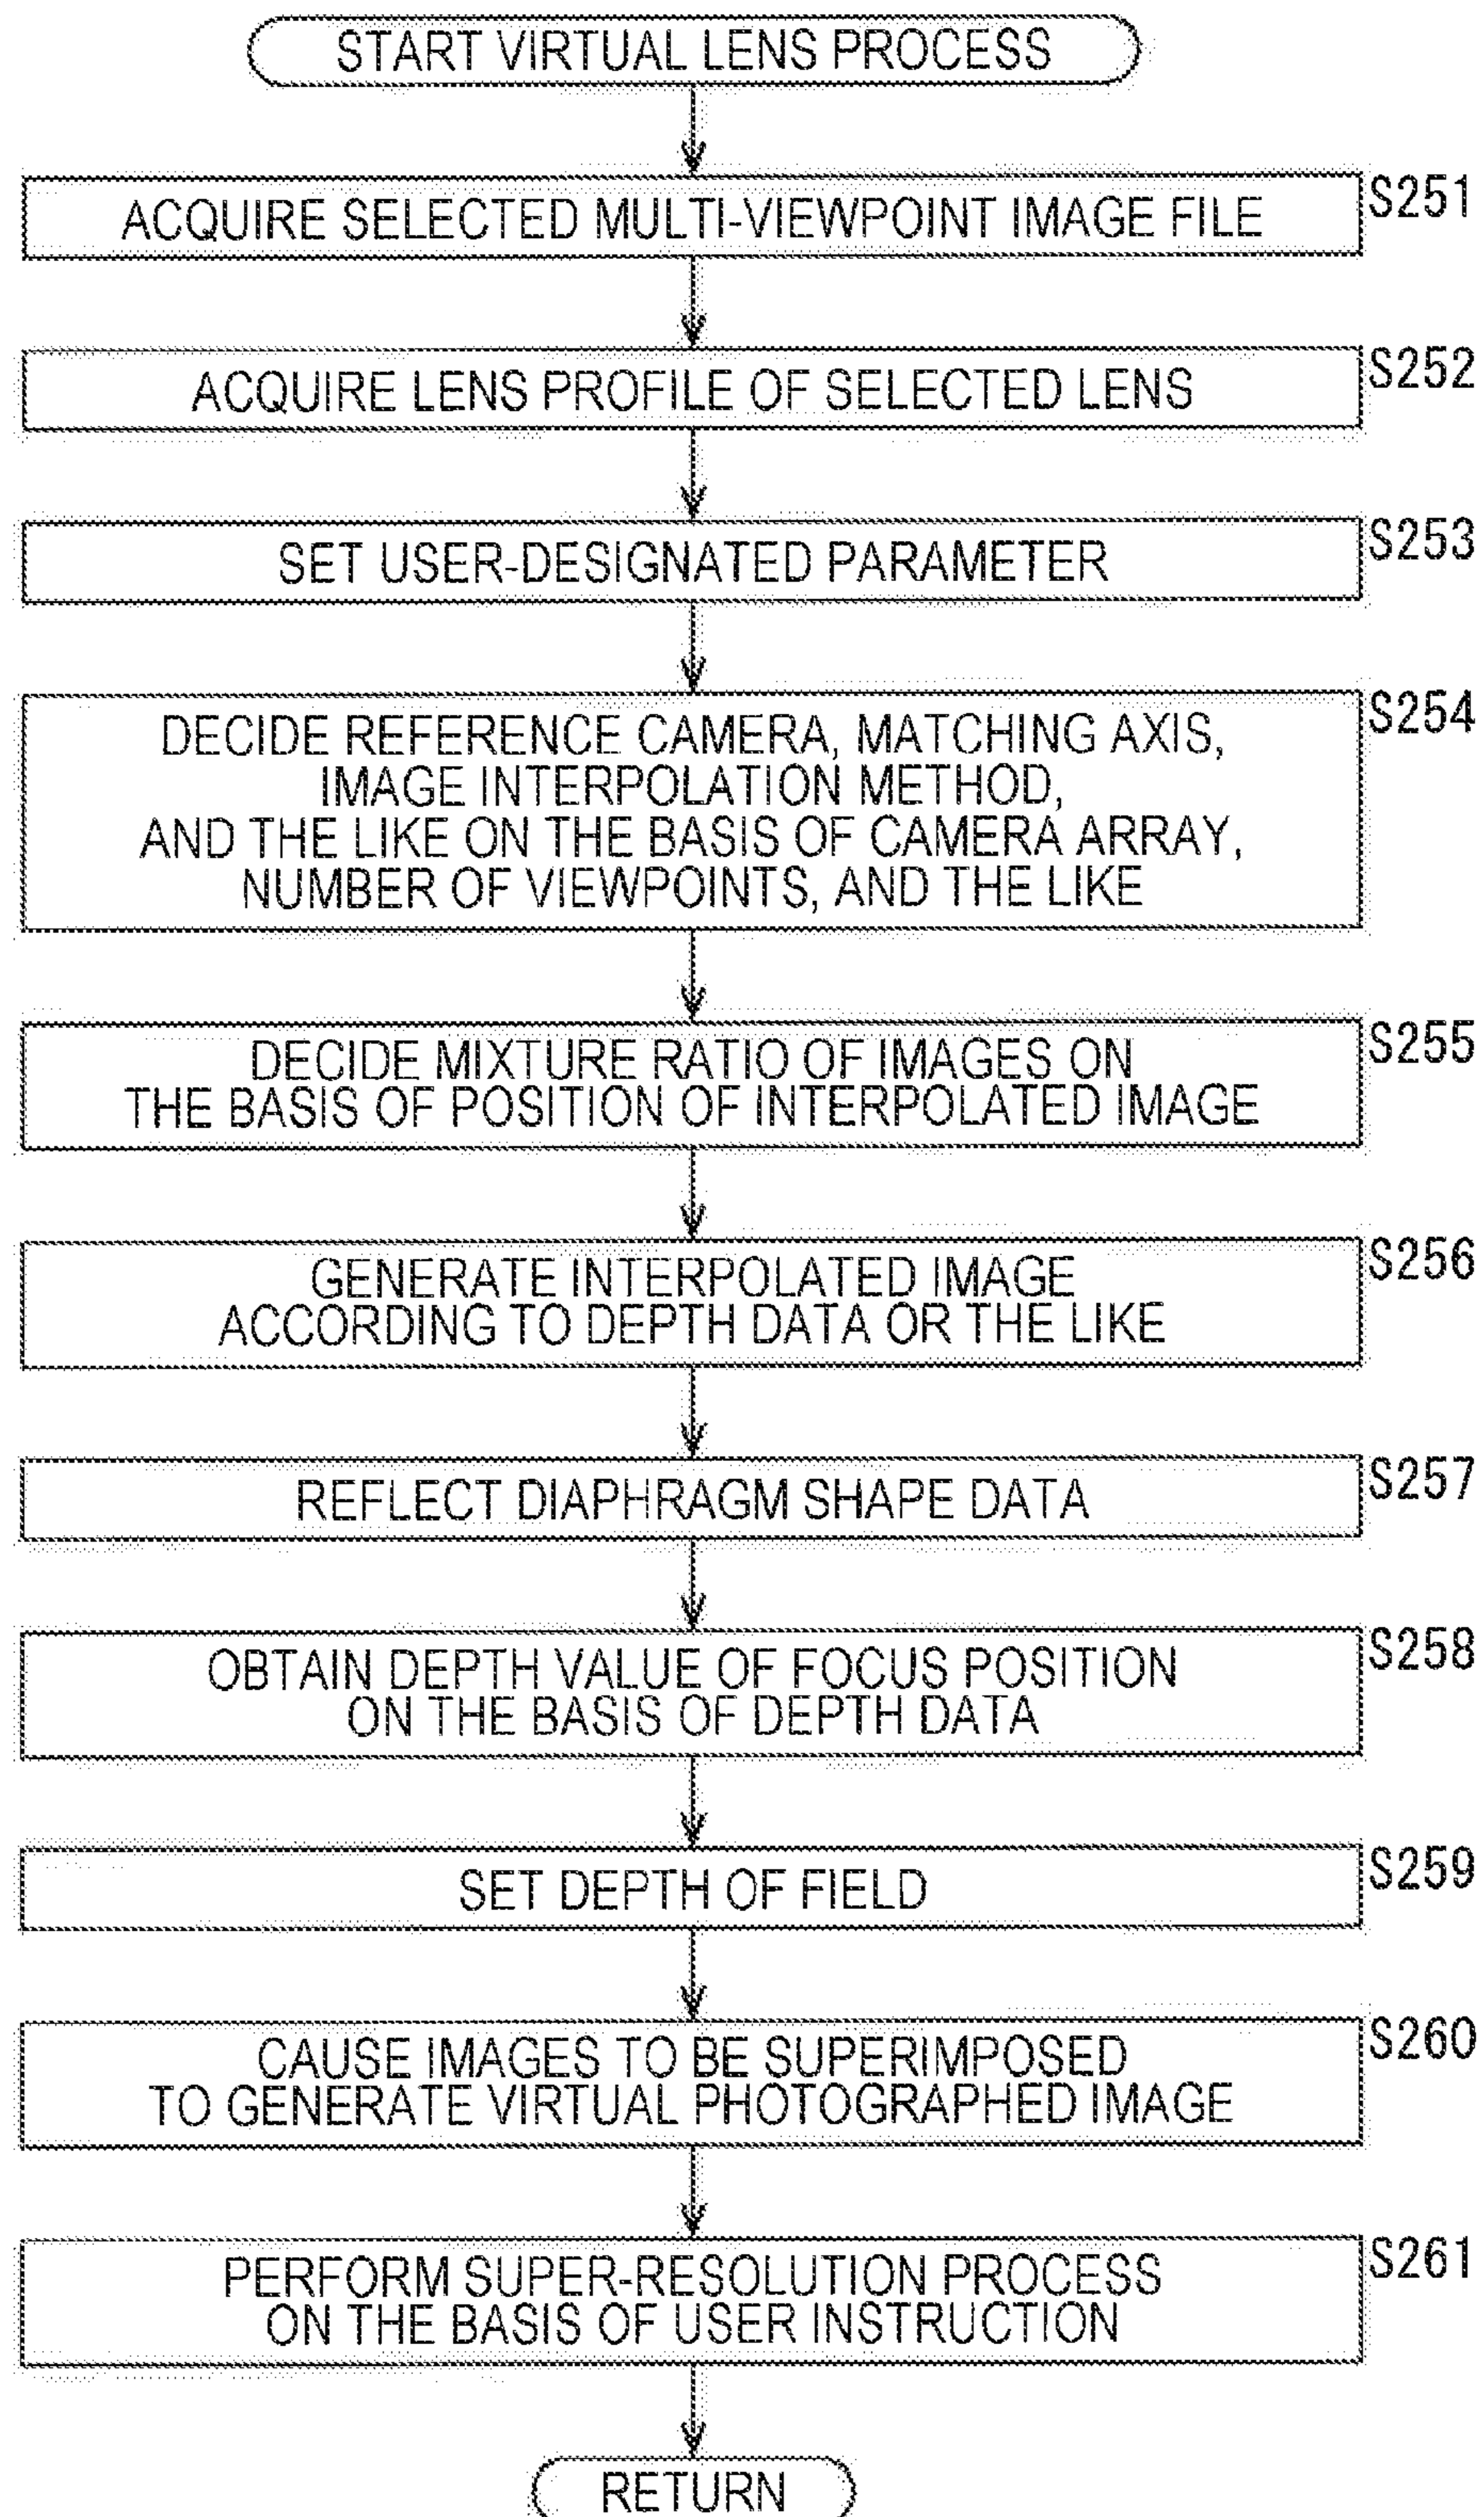 START VIRTUAL LENS PROCESS
S251
ACQUIRE SELECTED MULTI-VIEWPOINT IMAGE FILE
S252
ACQUIRE LENS PROFILE OF SELECTED LENS
S253
SET USER-DESIGNATED PARAMETER
S254
DECIDE REFERENCE CAMERA, MATCHING AXIS,
IMAGE INTERPOLATION METHOD,
AND THE LIKE ON THE BASIS OF CAMERA ARRAY,
NUMBER OF VIEWPOINTS, AND THE LIKE
S255
DECIDE MIXTURE RATIO OF IMAGES ON
THE BASIS OF POSITION OF INTERPOLATED IMAGE
S256
GENERATE INTERPOLATED IMAGE
ACCORDING TO DEPTH DATA OR THE LIKE
S257
REFLECT DIAPHRAGM SHAPE DATA
S258
OBTAIN DEPTH VALUE OF FOCUS POSITION
ON THE BASIS OF DEPTH DATA
S259
SET DEPTH OF FIELD
S260
CAUSE IMAGES TO BE SUPERIMPOSED
TO GENERATE VIRTUAL PHOTOGRAPHED IMAGE
S261
PERFORM SUPER-RESOLUTION PROCESS
ON THE BASIS OF USER INSTRUCTION
RETURN